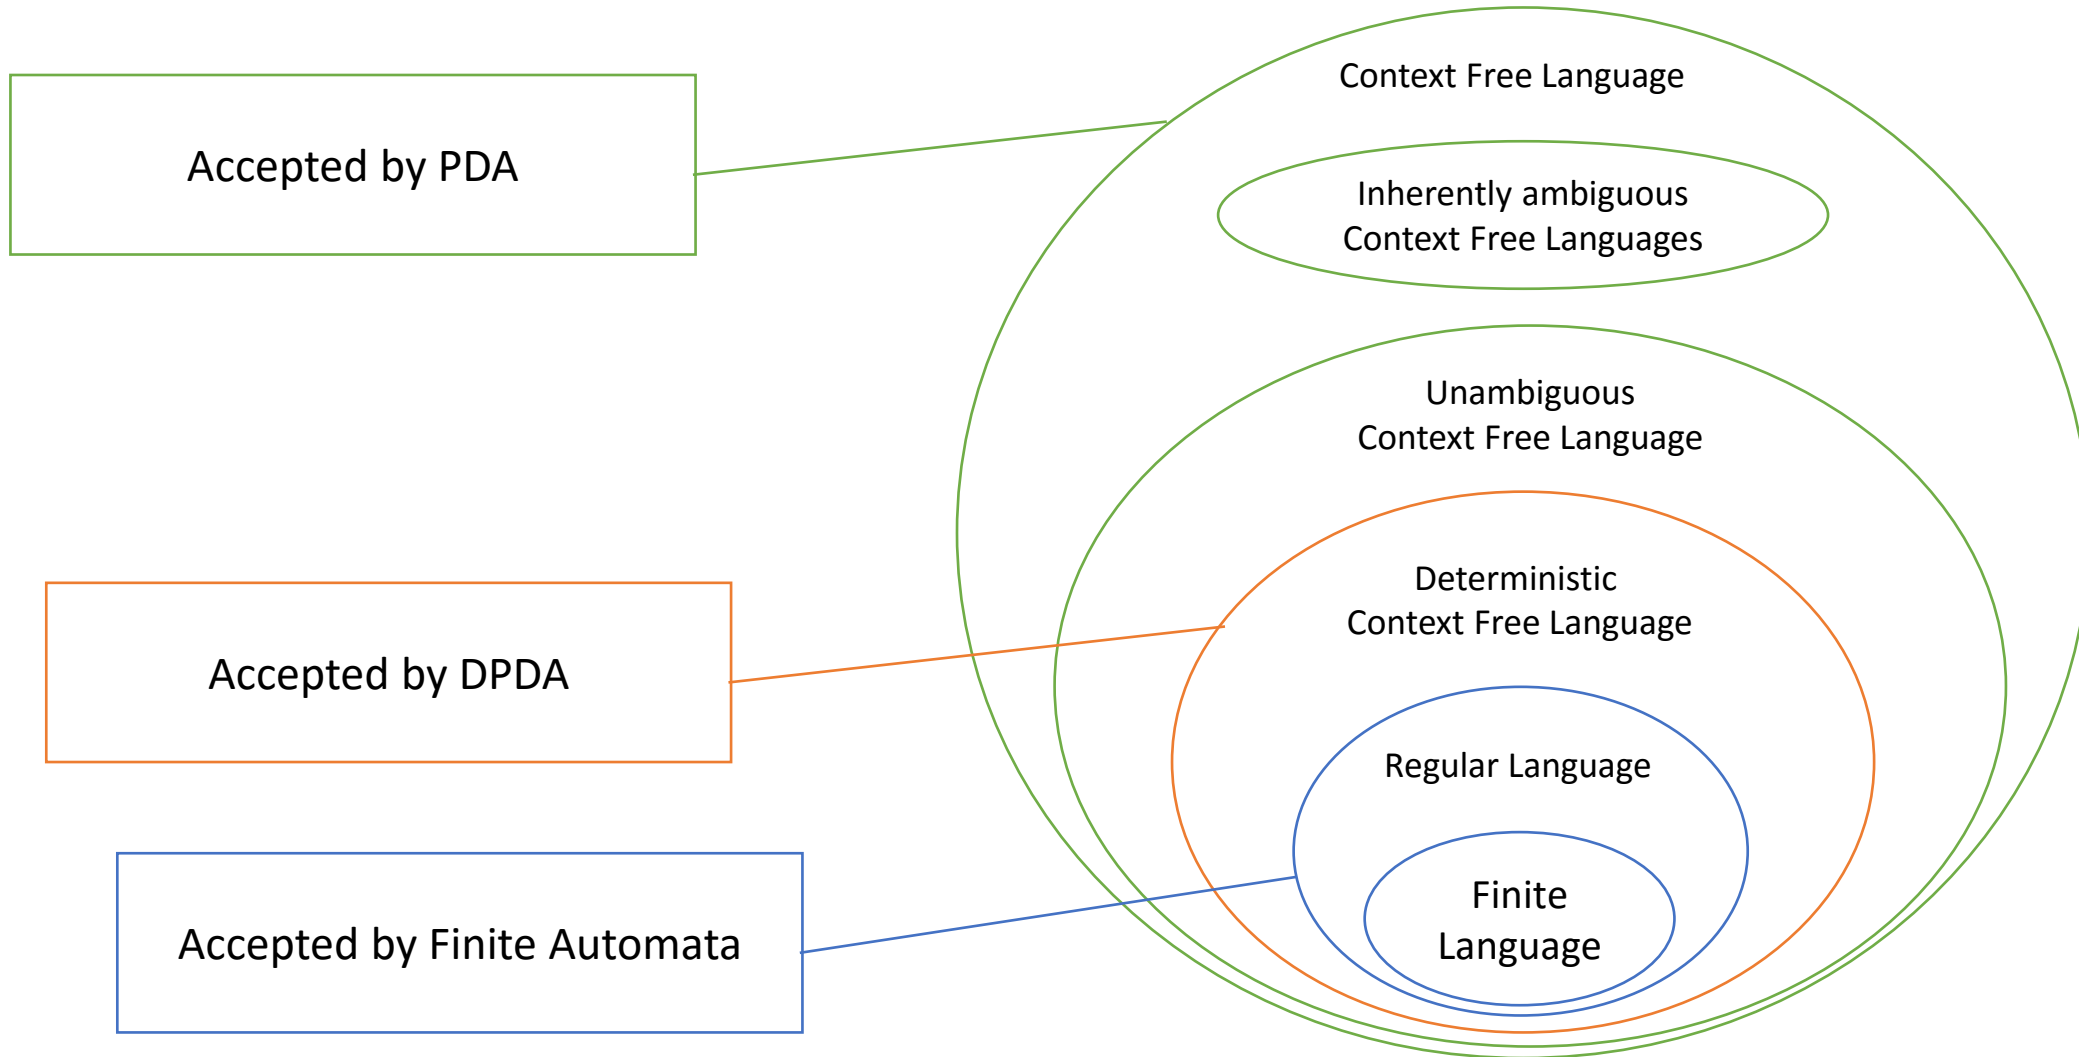 Context Free Language
Accepted by PDA
Inherently ambiguous
Context Free Languages
Unambiguous
Context Free Language
Deterministic
Context Free Language
Accepted by DPDA
Regular Language
Accepted by Finite Automata
Finite
Language